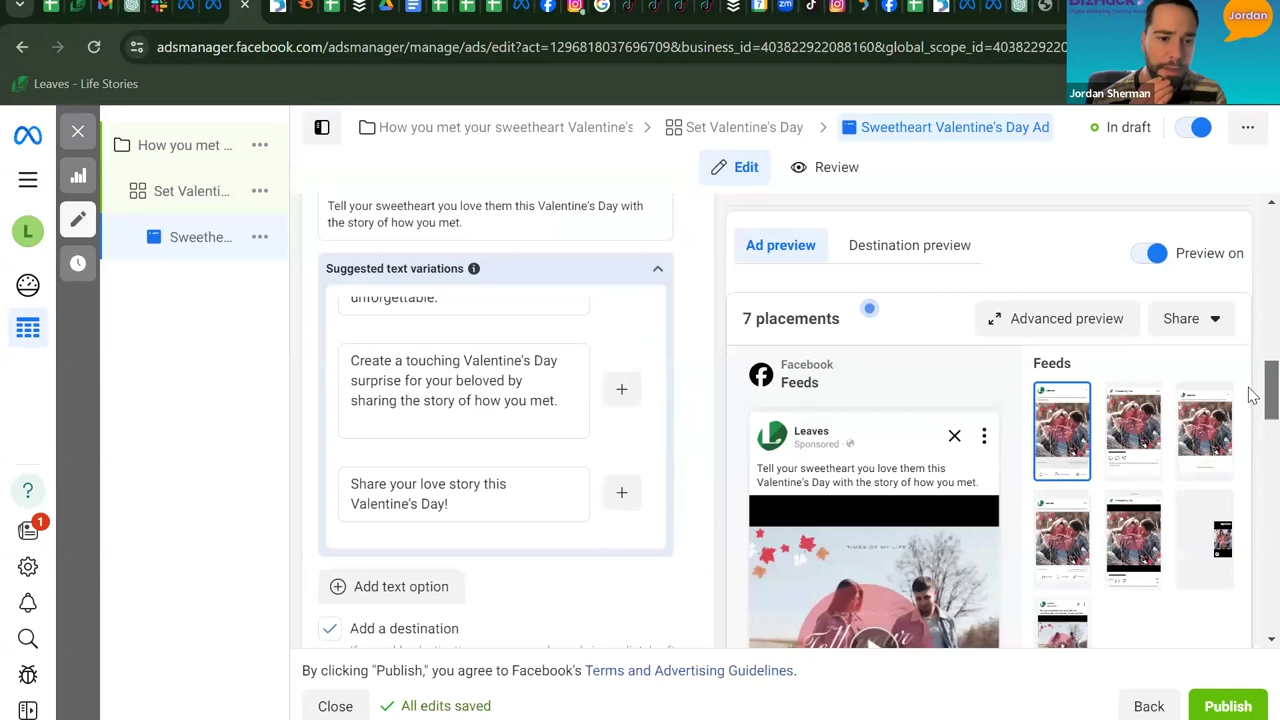 adsmanager.facebook.com/adsmanager/manage/ads/edit?act=1296818037696709&business_id=403822922088160&global_scope_id=4038229220
BizHack
Jordan
Jordan Sherman
Leaves - Life Stories
How you met your sweetheart Valentine's
Set Valentine's Day
Sweetheart Valentine's Day Ad
In draft
How you met ...
Edit
Review
Set Valenti...
L
Sweethe...
Tell your sweetheart you love them this Valentine's Day with
the story of how you met.
Suggested text variations
unforgettable.
Create a touching Valentine's Day
surprise for your beloved by
sharing the story of how you met.
Share your love story this
Valentine's Day!
Add text option
Add a destination
Ad preview
Destination preview
Preview on
7 placements
Advanced preview
Share
Facebook
Feeds
Feeds
Leaves
Sponsored
Tell your sweetheart you love them this
Valentine's Day with the story of how you met.
TIMES OF MY LIFE
1
By clicking "Publish," you agree to Facebook's Terms and Advertising Guidelines.
Close
All edits saved
Back
Publish